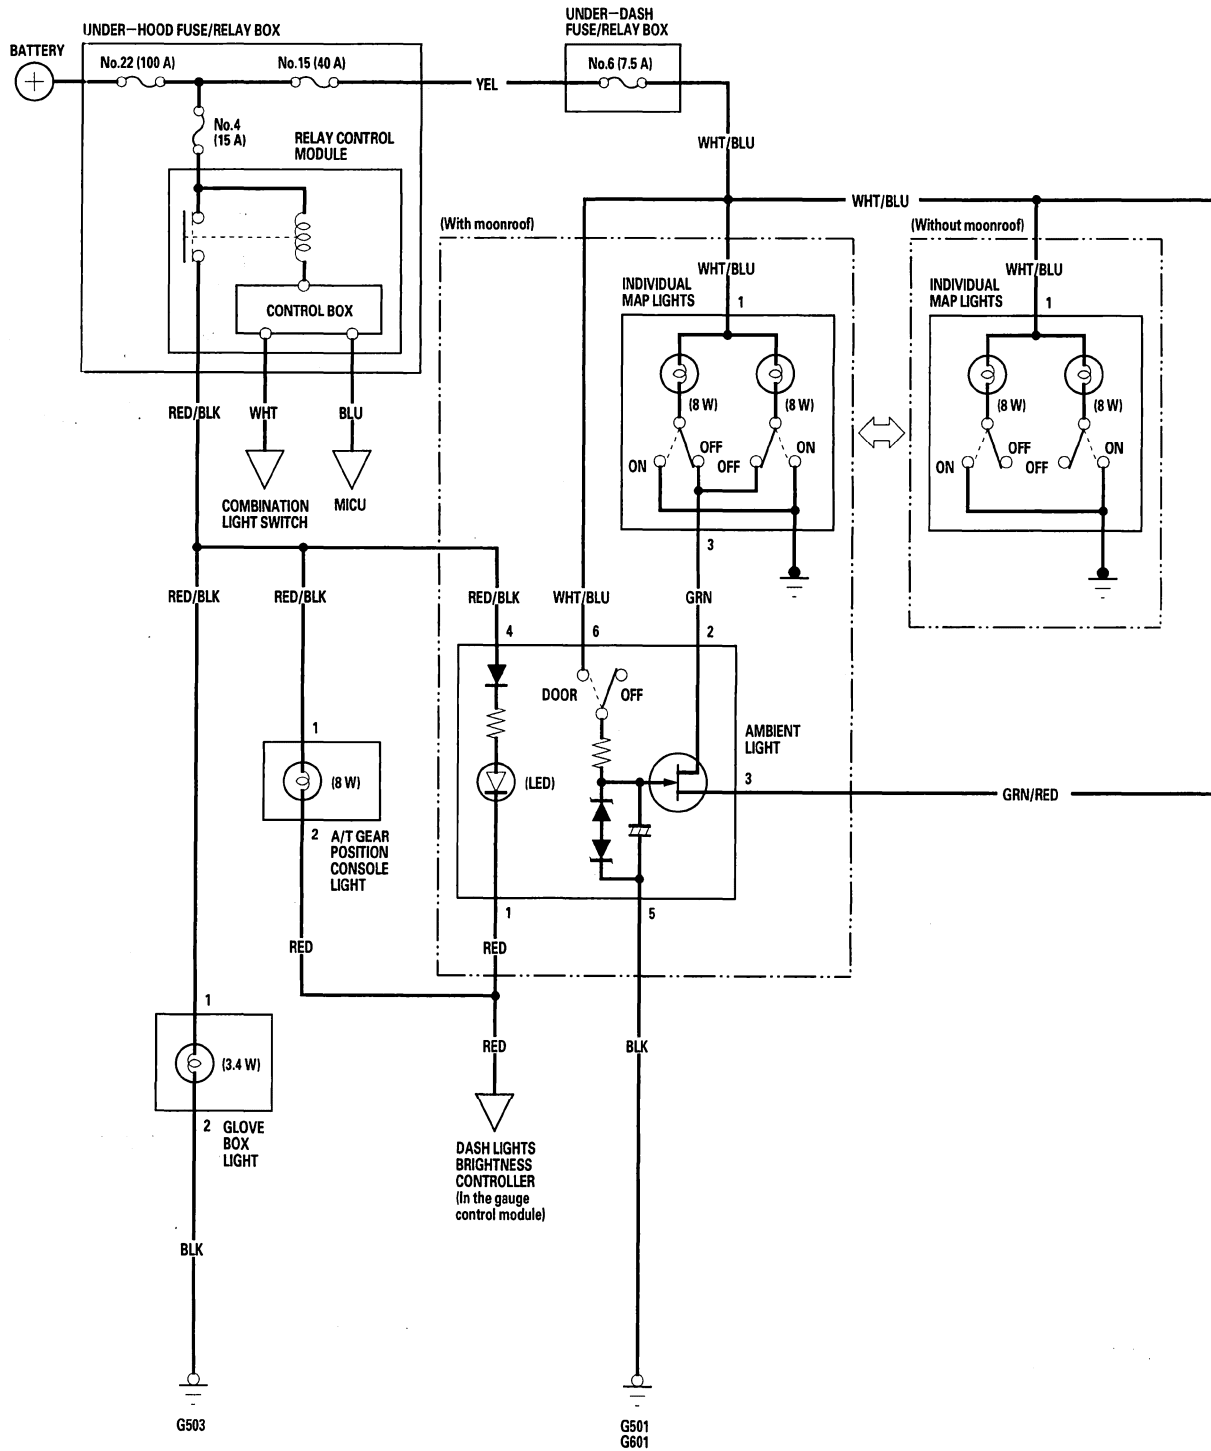 UNDER-DASH
FUSE/RELAY BOX
UNDER-HOOD FUSE/RELAY BOX
BATTERY
No.22 (100 A)
No.15 (40 A)
No.6 (7.5 A)
YEL
No.4
(15 A)
RELAY CONTROL
MODULE
WHT/BLU
WHT/BLU
(With moonroof)
(Without moonroof)
WHT/BLU
WHT/BLU
INDIVIDUAL
MAP LIGHTS
1
INDIVIDUAL
MAP LIGHTS
1
CONTROL BOX
(8 W)
(8 W)
(8 W)
(8 W)
RED/BLK
WHT
BLU
ON
OFF
OFF
ON
ON
OFF
OFF
ON
COMBINATION
LIGHT SWITCH
MICU
3
RED/BLK
RED/BLK
RED/BLK
WHT/BLU
GRN
4
6
2
DOOR
OFF
1
AMBIENT
LIGHT
(8 W)
(LED)
3
GRN/RED
2
A/T GEAR
POSITION
CONSOLE
LIGHT
1
5
RED
RED
1
RED
BLK
(3.4 W)
2
GLOVE
BOX
LIGHT
DASH LIGHTS
BRIGHTNESS
CONTROLLER
(In the gauge
control module)
BLK
G503
G501
G601